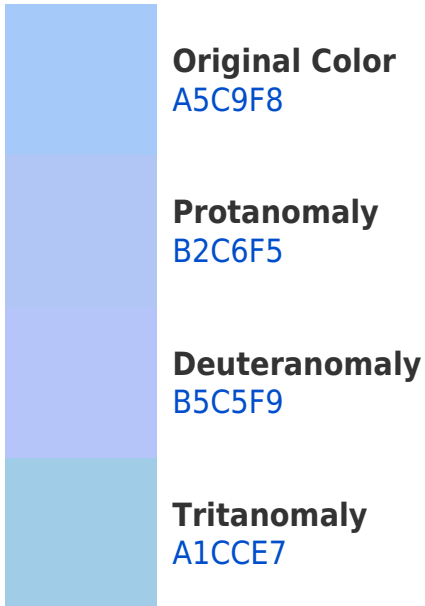 Original Color
A5C9F8
Protanomaly
B2C6F5
Deuteranomaly
B5C5F9
Tritanomaly
A1CCE7